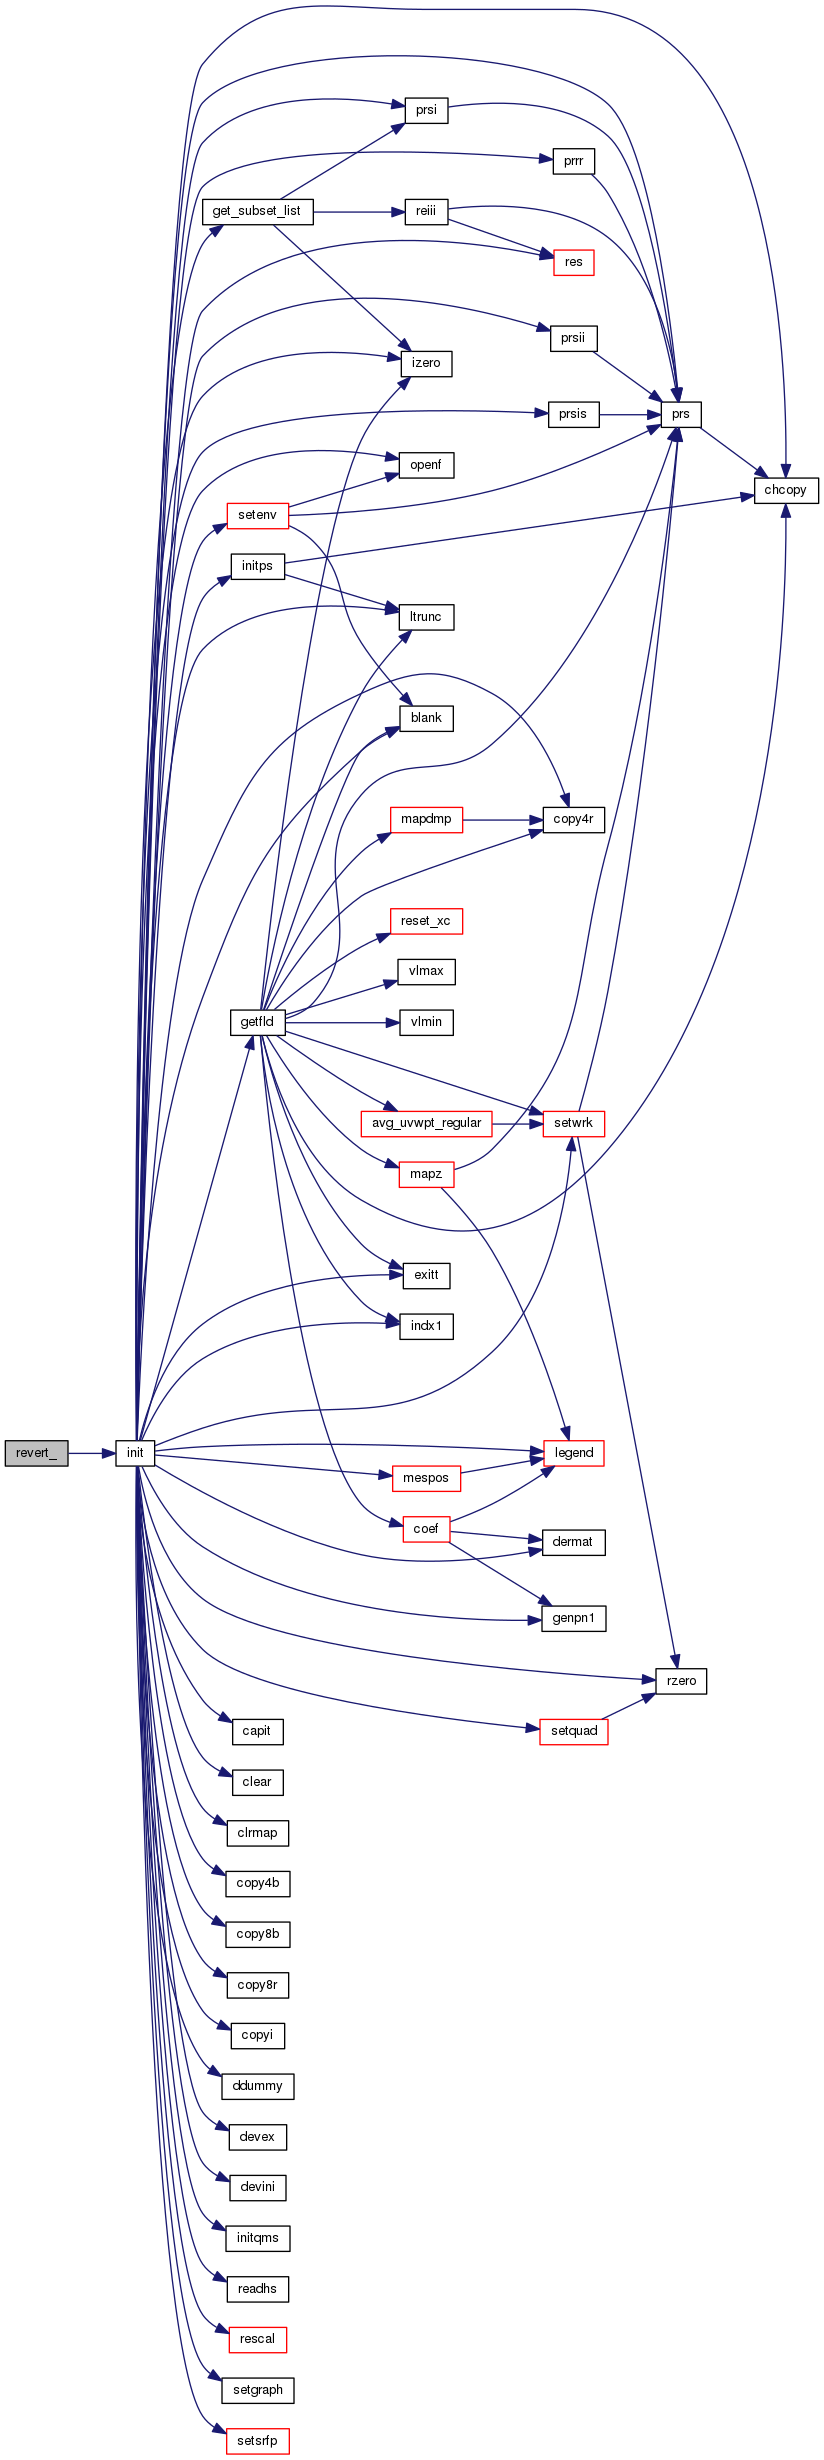 prsi
prrr
get_subset_list
reiii
res
prsii
izero
prsis
prs
openf
chcopy
setenv
initps
ltrunc
blank
mapdmp
copy4r
reset_xc
vlmax
getfld
vlmin
avg_uvwpt_regular
setwrk
mapz
exitt
indx1
revert_
init
legend
mespos
coef
dermat
genpn1
rzero
capit
setquad
clear
clrmap
copy4b
copy8b
copy8r
copyi
ddummy
devex
devini
initqms
readhs
rescal
setgraph
setsrfp